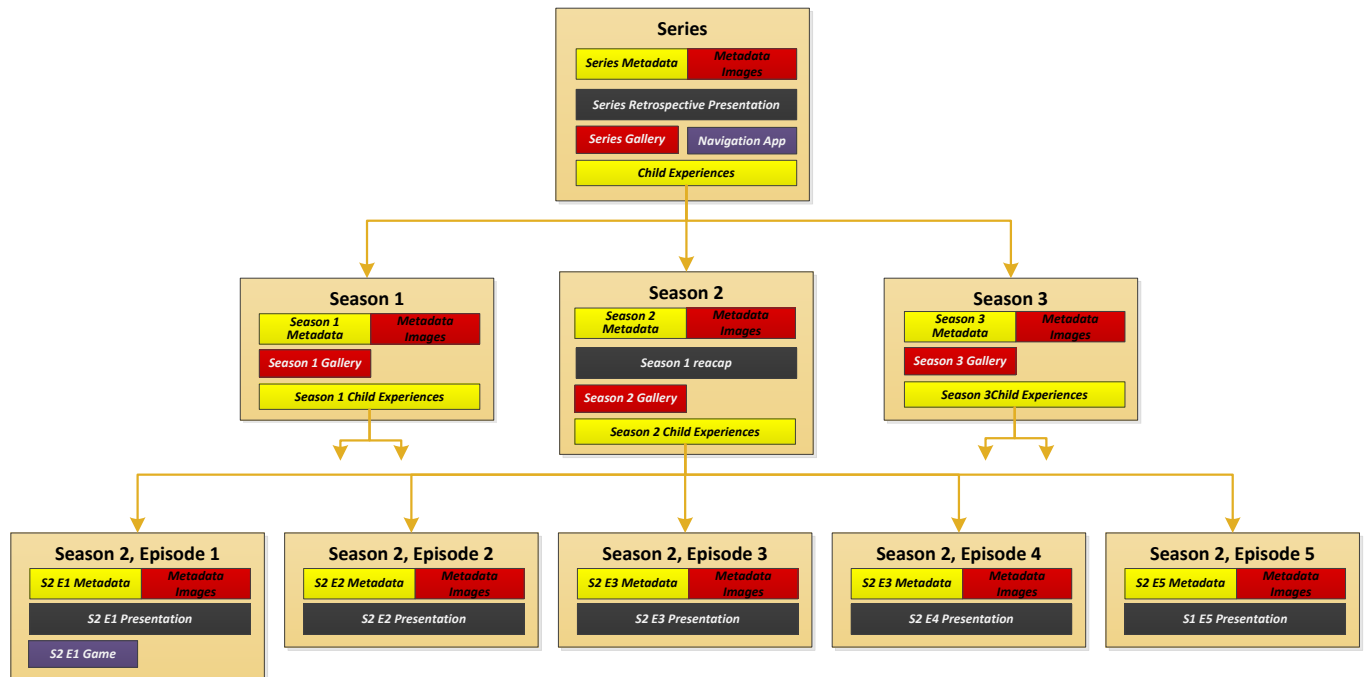 Series
Series Metadata
Metadata
Images
Series Retrospective Presentation
Series Gallery
Navigation App
Child Experiences
Season 1
Season 1
Metadata
Metadata
Images
Season 1 Gallery
Season 1 Child Experiences
Season 2
Season 2
Metadata
Metadata
Images
Season 1 reacap
Season 2 Gallery
Season 2 Child Experiences
Season 3
Season 3
Metadata
Metadata
Images
Season 3 Gallery
Season 3Child Experiences
Season 2, Episode 1
S2 E1 Metadata
Metadata
Images
S2 E1 Presentation
S2 E1 Game
Season 2, Episode 2
S2 E2 Metadata
Metadata
Images
S2 E2 Presentation
Season 2, Episode 3
S2 E3 Metadata
Metadata
Images
S2 E3 Presentation
Season 2, Episode 4
S2 E3 Metadata
Metadata
Images
S2 E4 Presentation
Season 2, Episode 5
S2 E5 Metadata
Metadata
Images
S1 E5 Presentation